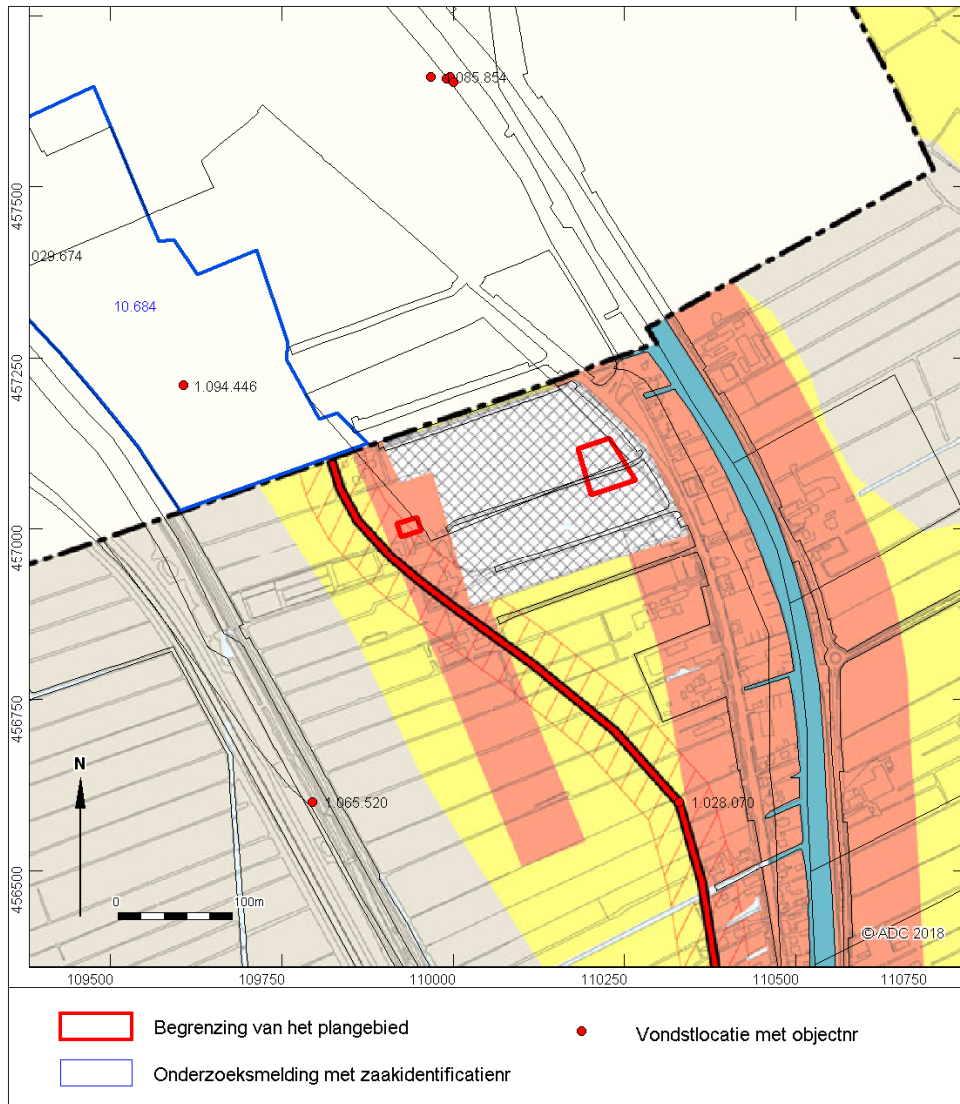 085.854
457500
029.674
10.684
457250
1.094.446
457000
456750
N
1.065.520
1.028.070
456500
0 100m
© ADC 2018
109500 109750 110000 110250 110500 110750
Begrenzing van het plangebied
Vondstlocatie met objectnr
Onderzoeksmelding met zaakidentificatienr